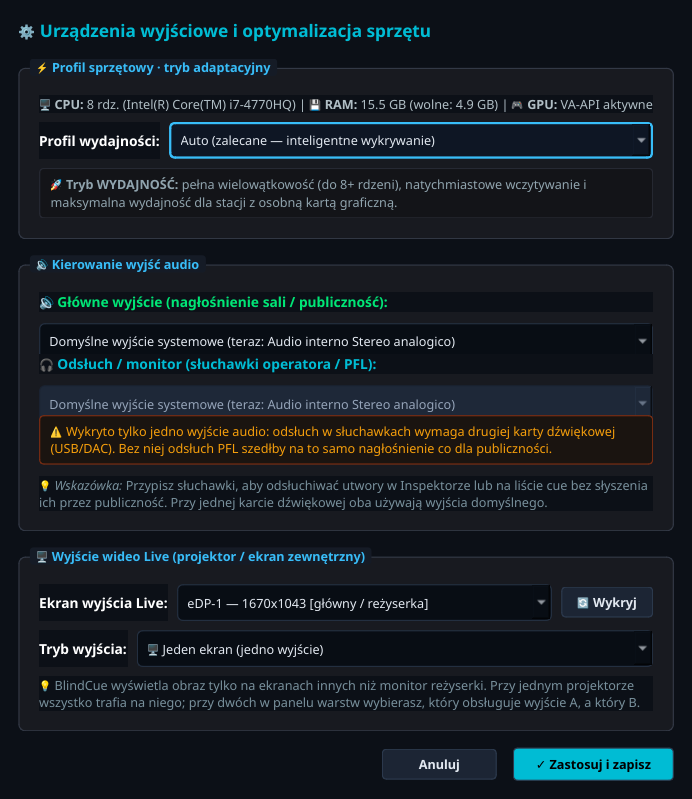 ⚙️ Urządzenia wyjściowe i optymalizacja sprzętu
⚡ Profil sprzętowy · tryb adaptacyjny
🖥️ CPU: 8 rdz. (Intel(R) Core(TM) i7-4770HQ) | 💾 RAM: 15.5 GB (wolne: 4.9 GB) | 🎮 GPU: VA-API aktywne
Profil wydajności: Auto (zalecane — inteligentne wykrywanie)
🚀 Tryb WYDAJNOŚĆ: pełna wielowątkowość (do 8+ rdzeni), natychmiastowe wczytywanie i
maksymalna wydajność dla stacji z osobną kartą graficzną.
🔊 Kierowanie wyjść audio
🔊 Główne wyjście (nagłośnienie sali / publiczność):
Domyślne wyjście systemowe (teraz: Audio interno Stereo analogico)
🎧 Odsłuch / monitor (słuchawki operatora / PFL):
Domyślne wyjście systemowe (teraz: Audio interno Stereo analogico)
⚠️ Wykryto tylko jedno wyjście audio: odsłuch w słuchawkach wymaga drugiej karty dźwiękowej
(USB/DAC). Bez niej odsłuch PFL szedłby na to samo nagłośnienie co dla publiczności.
💡 Wskazówka: Przypisz słuchawki, aby odsłuchiwać utwory w Inspektorze lub na liście cue bez słyszenia
ich przez publiczność. Przy jednej karcie dźwiękowej oba używają wyjścia domyślnego.
🖥️ Wyjście wideo Live (projektor / ekran zewnętrzny)
Ekran wyjścia Live: eDP-1 — 1670x1043 [główny / reżyserka] 🔄 Wykryj
Tryb wyjścia: 🖥️ Jeden ekran (jedno wyjście)
💡 BlindCue wyświetla obraz tylko na ekranach innych niż monitor reżyserki. Przy jednym projektorze
wszystko trafia na niego; przy dwóch w panelu warstw wybierasz, który obsługuje wyjście A, a który B.
Anuluj ✓ Zastosuj i zapisz